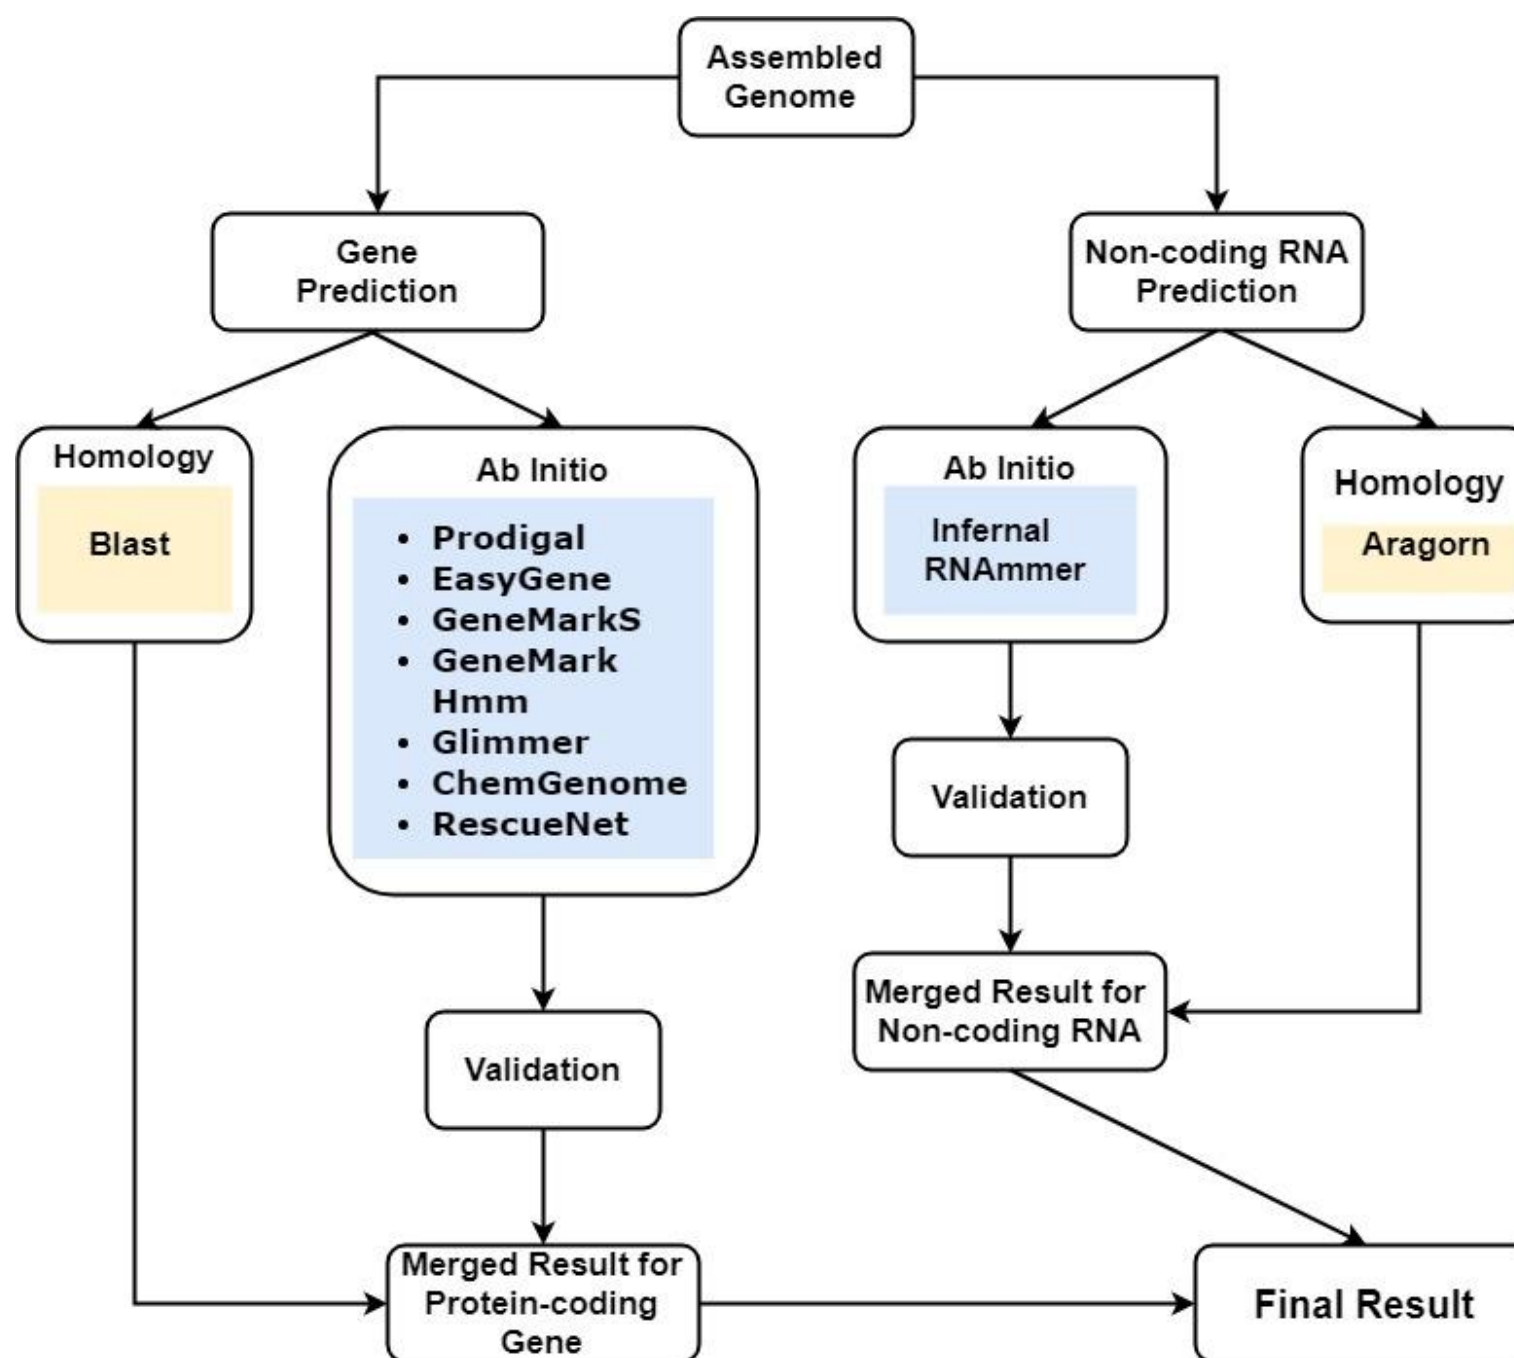 Assembled
Genome
Gene
Prediction
Non-coding RNA
Prediction
Homology
Blast
Ab Initio
• Prodigal
• EasyGene
• GeneMarkS
• GeneMark
Hmm
• Glimmer
• ChemGenome
• RescueNet
Ab Initio
Infernal
RNAmmer
Homology
Aragorn
Validation
Merged Result for
Non-coding RNA
Validation
Merged Result for
Protein-coding
Gene
Final Result